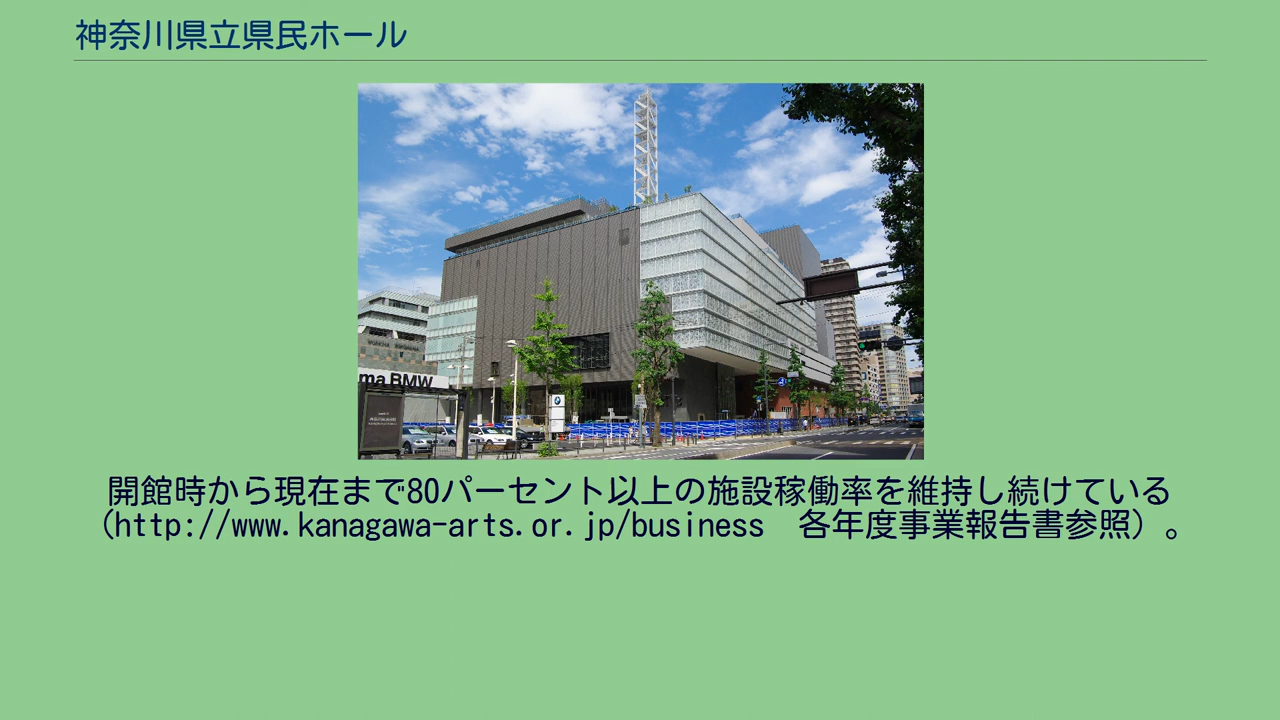 神奈川県立県民ホール
ma BMW
開館時から現在まで80パーセント以上の施設稼働率を維持し続けている
(http://www.kanagawa-arts.or.jp/business　各年度事業報告書参照）。